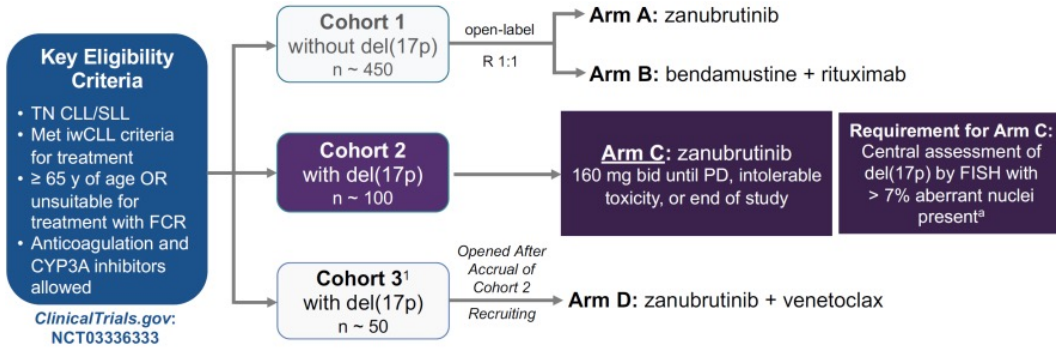 Key Eligibility
Criteria
• TN CLL/SLL
• Met iwCLL criteria
for treatment
• ≥ 65 y of age OR
unsuitable for
treatment with FCR
• Anticoagulation and
CYP3A inhibitors
allowed
ClinicalTrials.gov:
NCT03336333
Cohort 1
without del(17p)
n ~ 450
open-label
R 1:1
Arm A: zanubrutinib
Arm B: bendamustine + rituximab
Cohort 2
with del(17p)
n ~ 100
Arm C: zanubrutinib
160 mg bid until PD, intolerable
toxicity, or end of study
Requirement for Arm C:
Central assessment of
del(17p) by FISH with
> 7% aberrant nuclei
presentᵃ
Cohort 3¹
with del(17p)
n ~ 50
Opened After
Accrual of
Cohort 2
Recruiting
Arm D: zanubrutinib + venetoclax